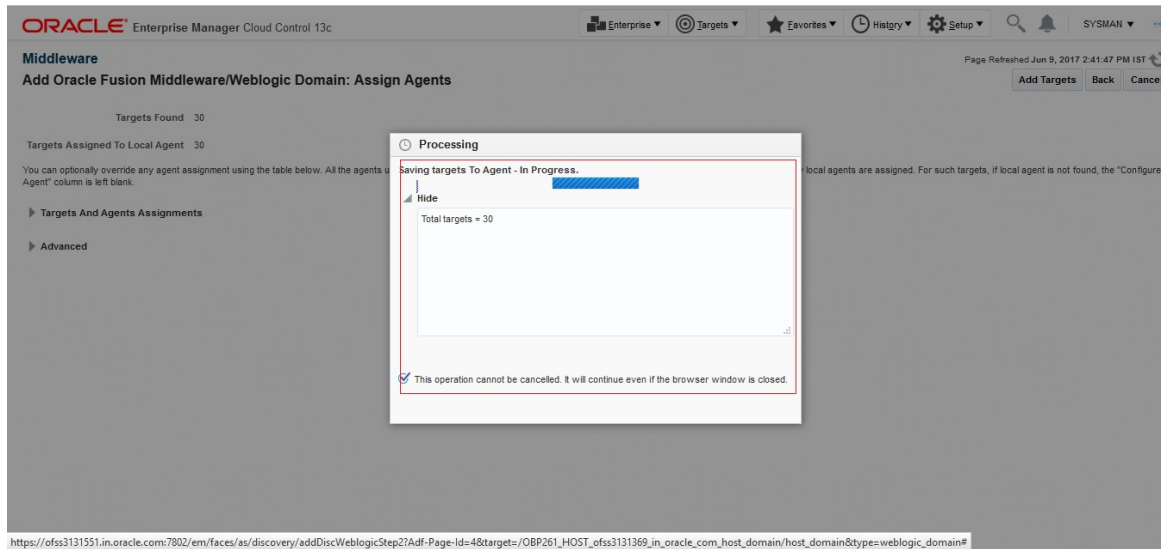 ORACLE Enterprise Manager Cloud Control 13c
Enterprise Targets Favorites History Setup SYSMAN
Middleware
Page Refreshed Jun 9, 2017 2:41:47 PM IST
Add Oracle Fusion Middleware/Weblogic Domain: Assign Agents
Add Targets Back Cance
Targets Found 30
Targets Assigned To Local Agent 30
You can optionally override any agent assignment using the table below. All the agents u
local agents are assigned. For such targets, if local agent is not found, the "Configure
Agent" column is left blank.
Targets And Agents Assignments
Advanced
Processing
Saving targets To Agent - In Progress.
Hide
Total targets = 30
This operation cannot be cancelled. It will continue even if the browser window is closed.
https://ofss3131551.in.oracle.com:7802/em/faces/as/discovery/addDiscWeblogicStep2?Adf-Page-Id=4&target=/OBP261_HOST_ofss3131369_in_oracle_com_host_domain/host_domain&type=weblogic_domain#